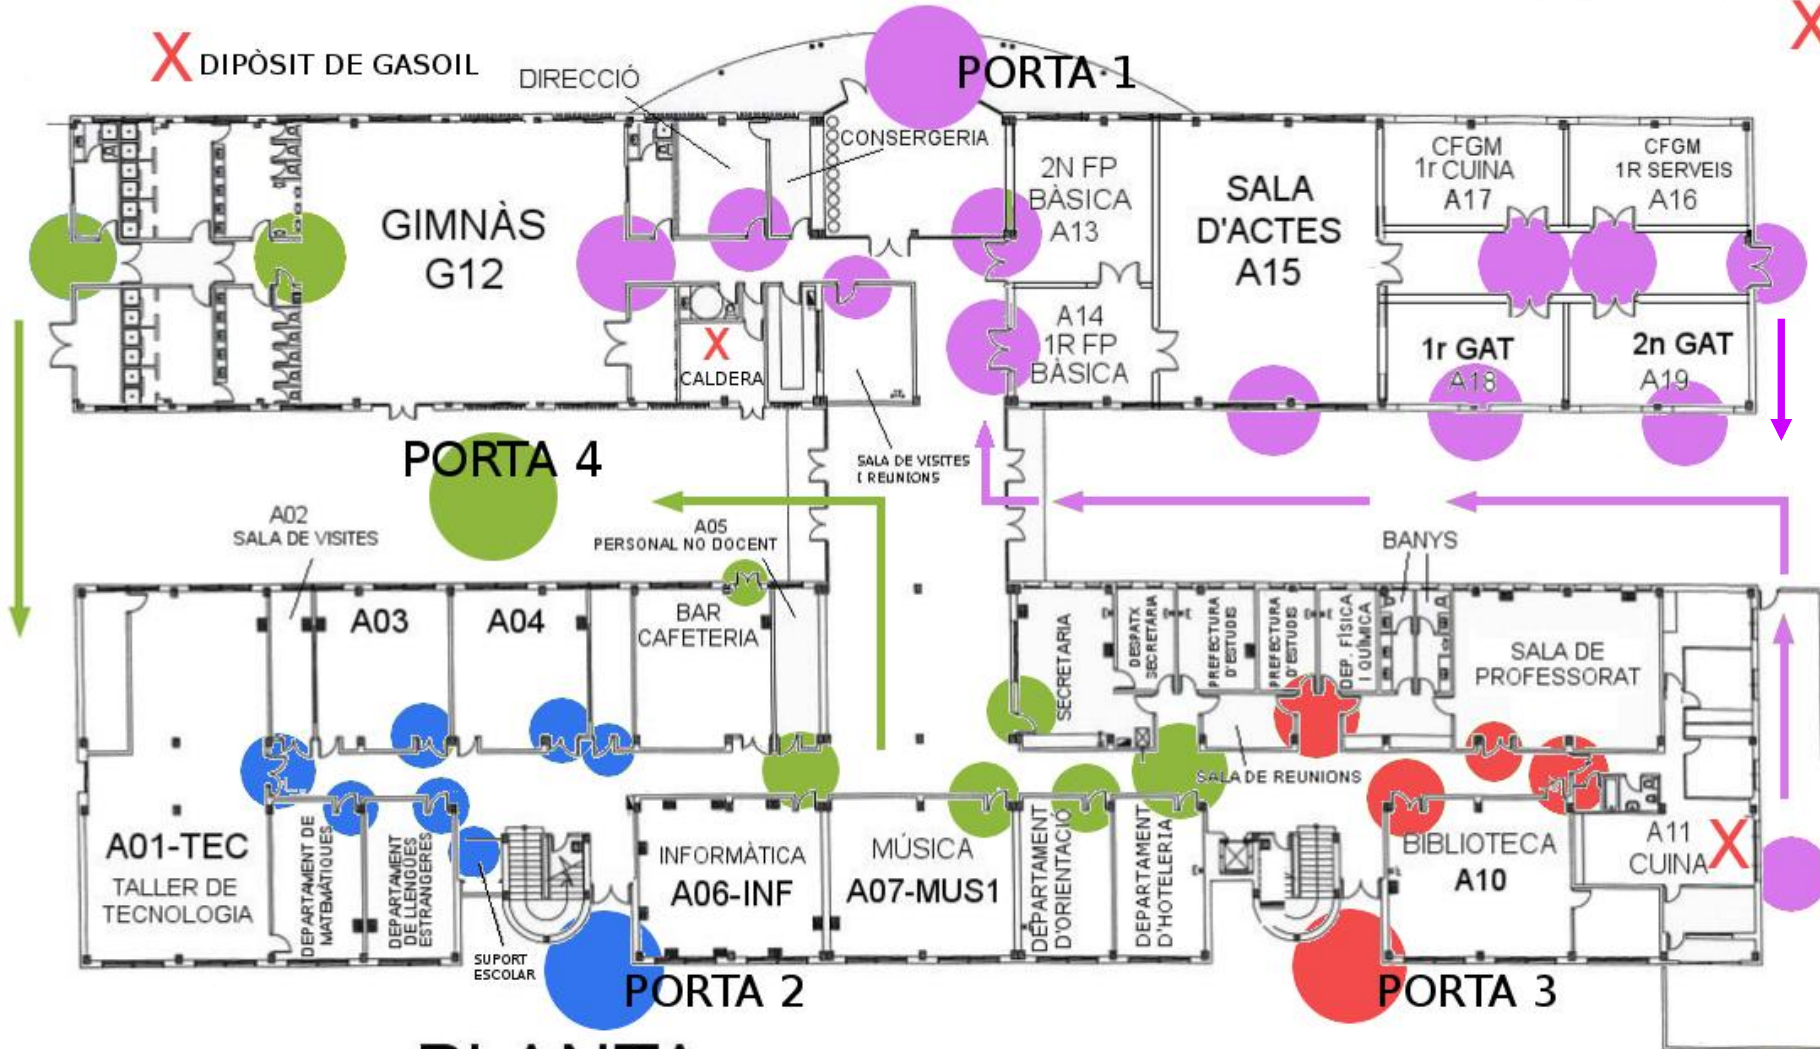 X DIPÒSIT DE GASOIL
X
DIRECCIÓ
PORTA 1
CONSERGERIA
GIMNÀS
G12
2N FP
BÀSICA
A13
SALA
D'ACTES
A15
CFGM
1r CUINA
A17
CFGM
1R SERVEIS
A16
X
CALDERA
A14
1R FP
BÀSICA
1r GAT
A18
2n GAT
A19
PORTA 4
SALA DE VISITES
I REUNIONS
A02
SALA DE VISITES
A05
PERSONAL NO DOCENT
BANYS
A03
A04
BAR
CAFETERIA
SECRETARIA
DESPATX
SECRETÀRIA
PREFECTURA
D'ESTUDIS
PREFECTURA
D'ESTUDIS
DEP. FÍSICA
I QUÍMICA
SALA DE
PROFESSORAT
SALA DE REUNIONS
A01-TEC
TALLER DE
TECNOLOGIA
DEPARTAMENT DE
MATEMÀTIQUES
DEPARTAMENT
DE LLENGÜES
ESTRANGERES
SUPORT
ESCOLAR
INFORMÀTICA
A06-INF
MÚSICA
A07-MUS1
DEPARTAMENT
D'ORIENTACIÓ
DEPARTAMENT
D'HOTELERIA
BIBLIOTECA
A10
A11
CUINA
X
PORTA 2
PORTA 3
PLANTA